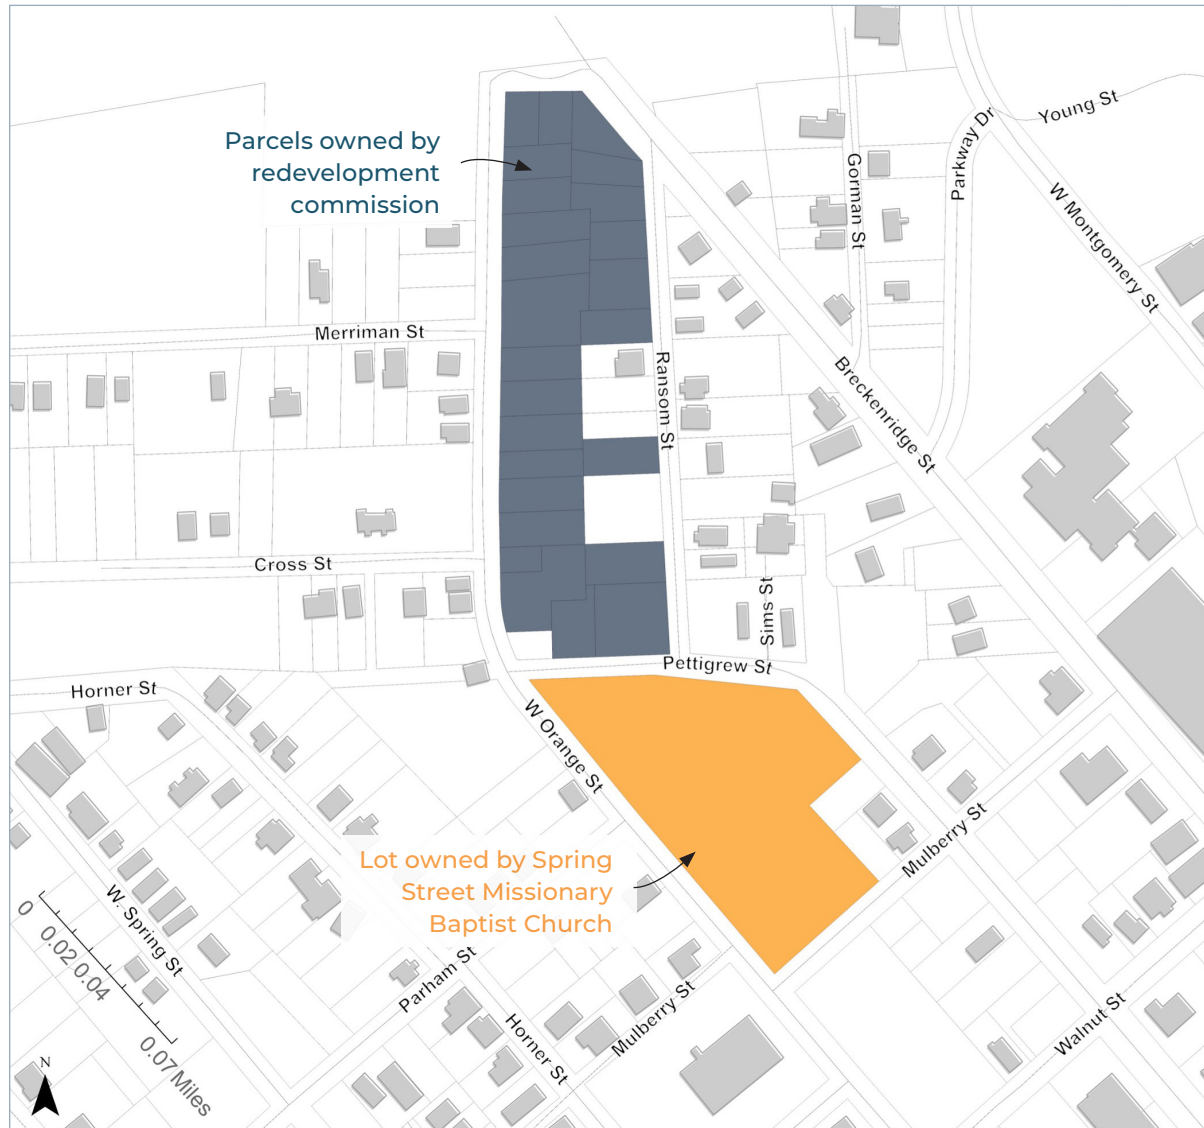 Young St
Parkway Dr
Parcels owned by
redevelopment
commission
Gorman St
W Montgomery St
Merriman St
Ransom St
Breckenridge St
Cross St
Sims St
Pettigrew St
Horner St
W Orange St
Mulberry St
Lot owned by Spring
Street Missionary
Baptist Church
W. Spring St
Parham St
Horner St
Mulberry St
Walnut St
0
0.02 0.04
0.07 Miles
N